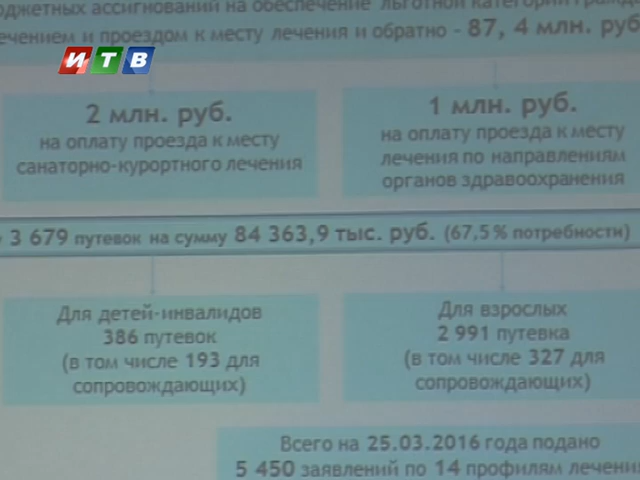 бюджетных ассигнований на обеспечение льготной категории граждан
лечением и проездом к месту лечения и обратно - 87, 4 млн. руб
ИТВ
2 млн. руб.
на оплату проезда к месту
санаторно-курортного лечения
1 млн. руб.
на оплату проезда к месту
лечения по направлениям
органов здравоохранения
3 679 путевок на сумму 84 363,9 тыс. руб. (67,5% потребности)
Для детей-инвалидов
386 путевок
(в том числе 193 для
сопровождающих)
Для взрослых
2 991 путевка
(в том числе 327 для
сопровождающих)
Всего на 25.03.2016 года подано
5 450 заявлений по 14 профилям лечения